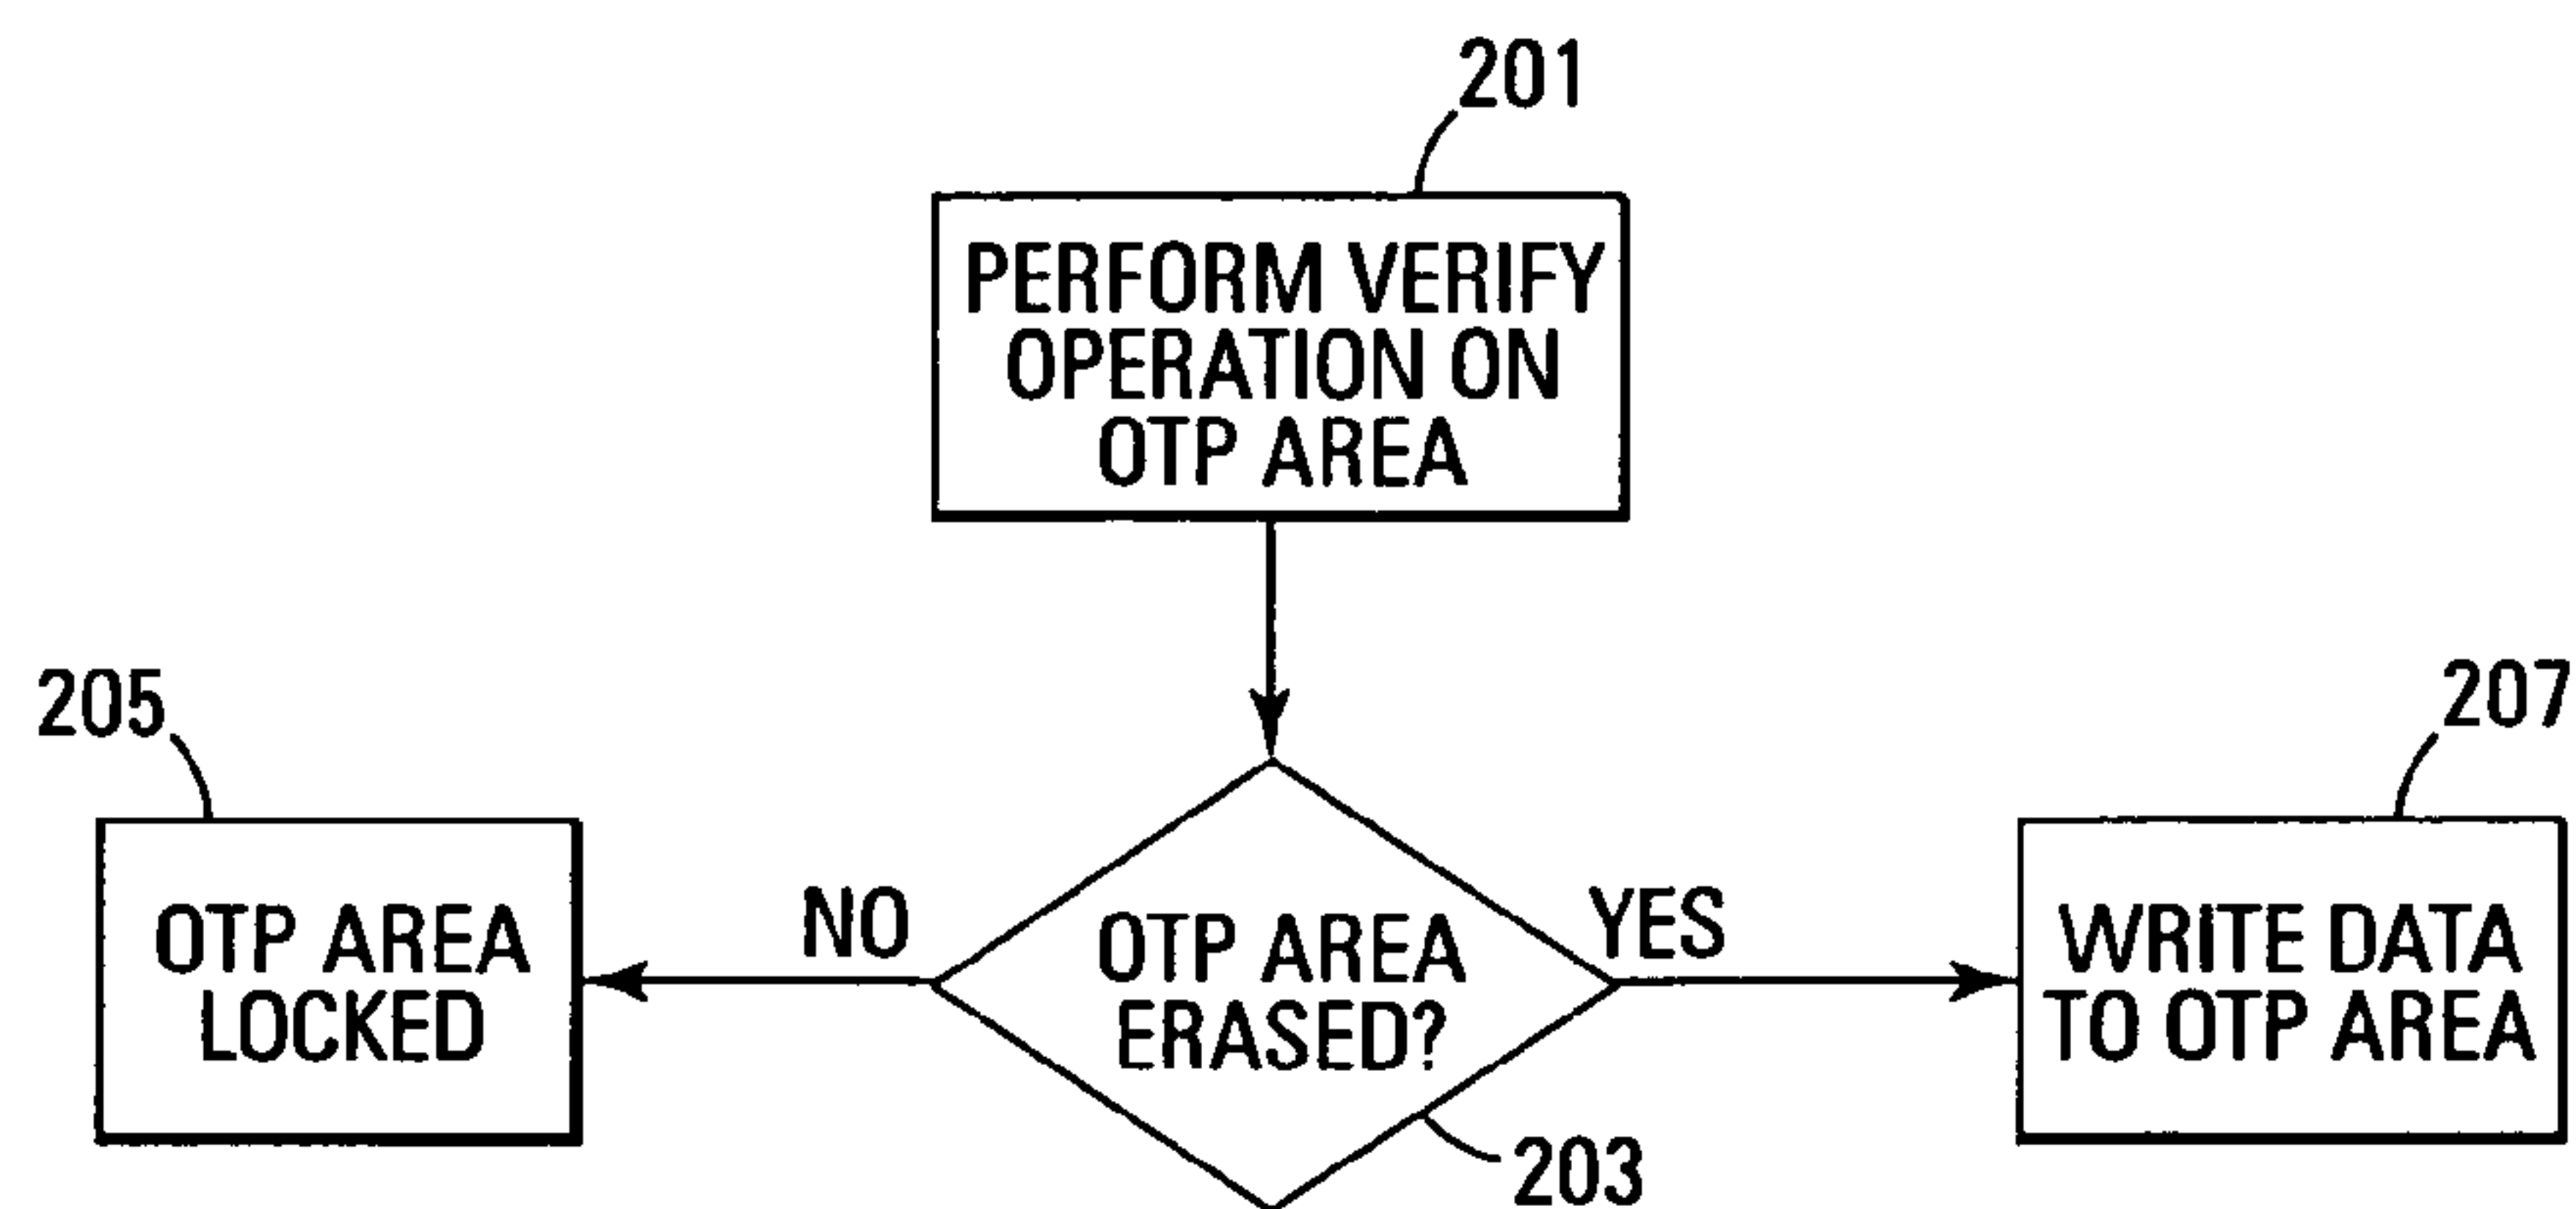 201
PERFORM VERIFY
OPERATION ON
OTP AREA
205
207
OTP AREA
LOCKED
NO
OTP AREA
ERASED?
YES
WRITE DATA
TO OTP AREA
203